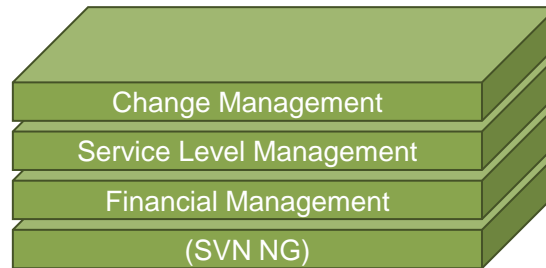 Change Management
Service Level Management
Financial Management
(SVN NG)